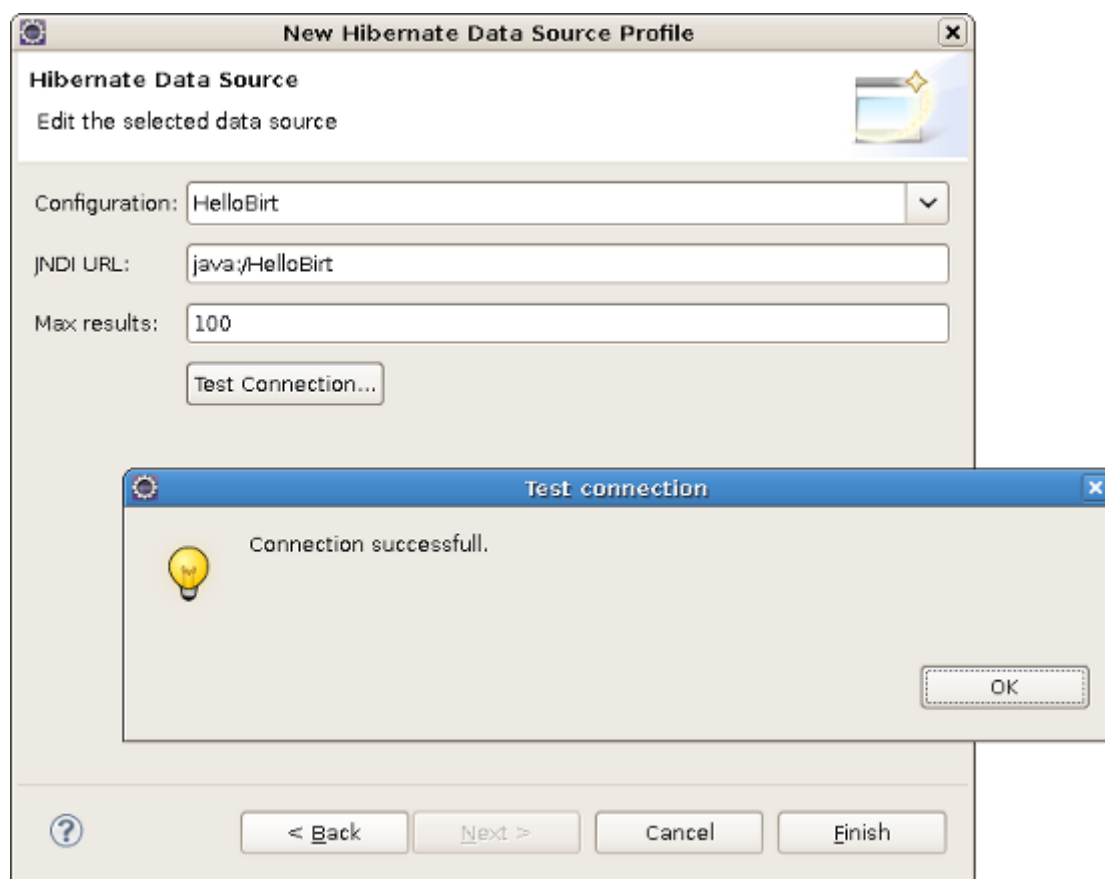 New Hibernate Data Source Profile
Hibernate Data Source
Edit the selected data source
Configuration: HelloBirt
JNDI URL: java:/HelloBirt
Max results: 100
Test Connection...
Test connection
Connection successfull.
OK
?
< Back Next > Cancel Finish